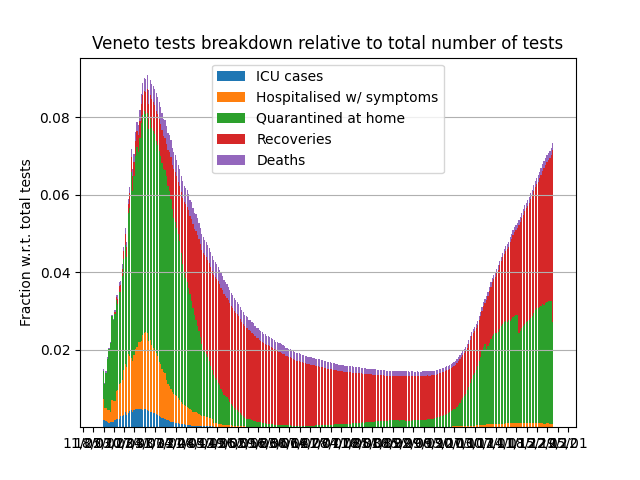 Veneto tests breakdown relative to total number of tests
ICU cases
Hospitalised w/ symptoms
Quarantined at home
Recoveries
Deaths
Fraction w.r.t. total tests
0.08
0.06
0.04
0.02